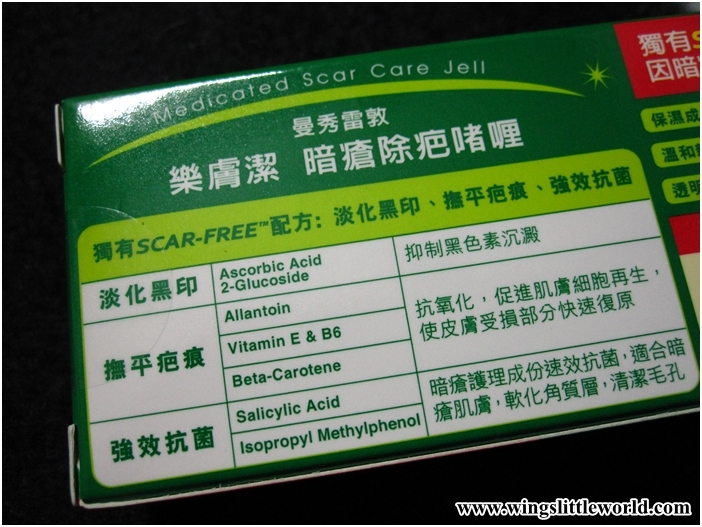 Medicated Scar Care Jell
曼秀雷敦
樂膚潔 暗瘡除疤啫喱
獨有SCAR-FREE™配方: 淡化黑印、撫平疤痕、強效抗菌
淡化黑印
Ascorbic Acid
2-Glucoside
抑制黑色素沉澱
撫平疤痕
Allantoin
Vitamin E & B6
Beta-Carotene
抗氧化，促進肌膚細胞再生，
使皮膚受損部分快速復原
強效抗菌
Salicylic Acid
Isopropyl Methylphenol
暗瘡護理成份速效抗菌，適合暗
瘡肌膚，軟化角質層，清潔毛孔
獨有S
因暗
保濕成
溫和
透明
www.wingslittleworld.com